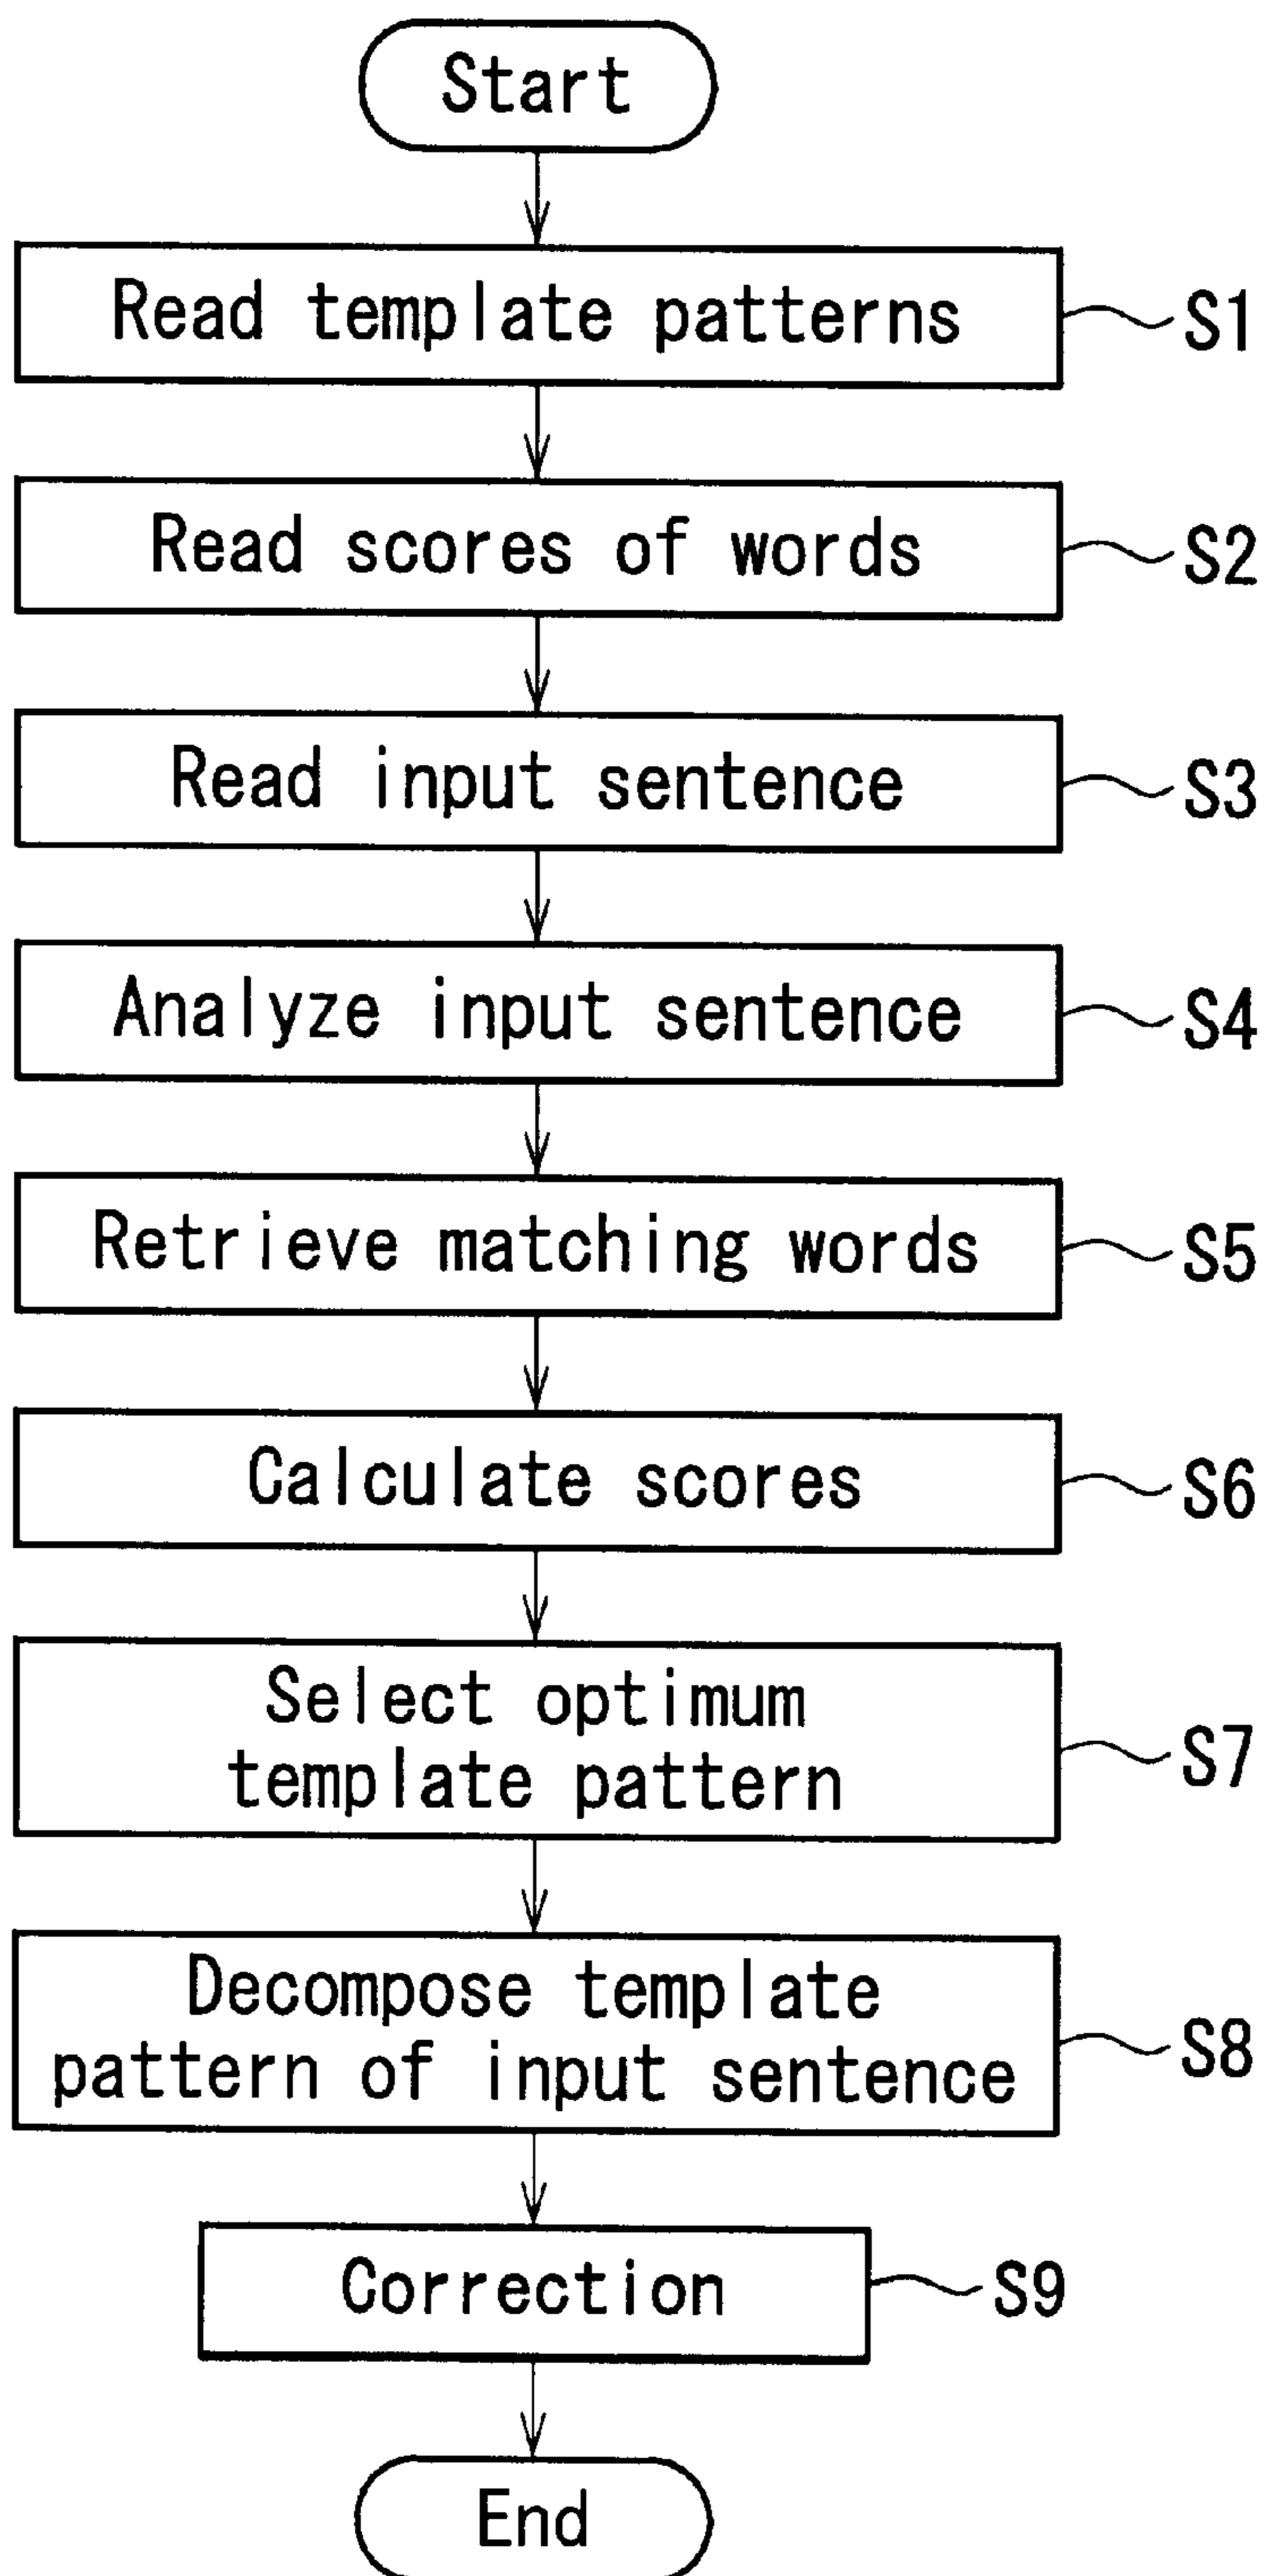 Start
Read template patterns
S1
Read scores of words
S2
Read input sentence
S3
Analyze input sentence
S4
Retrieve matching words
S5
Calculate scores
S6
Select optimum
template pattern
S7
Decompose template
pattern of input sentence
S8
Correction
S9
End